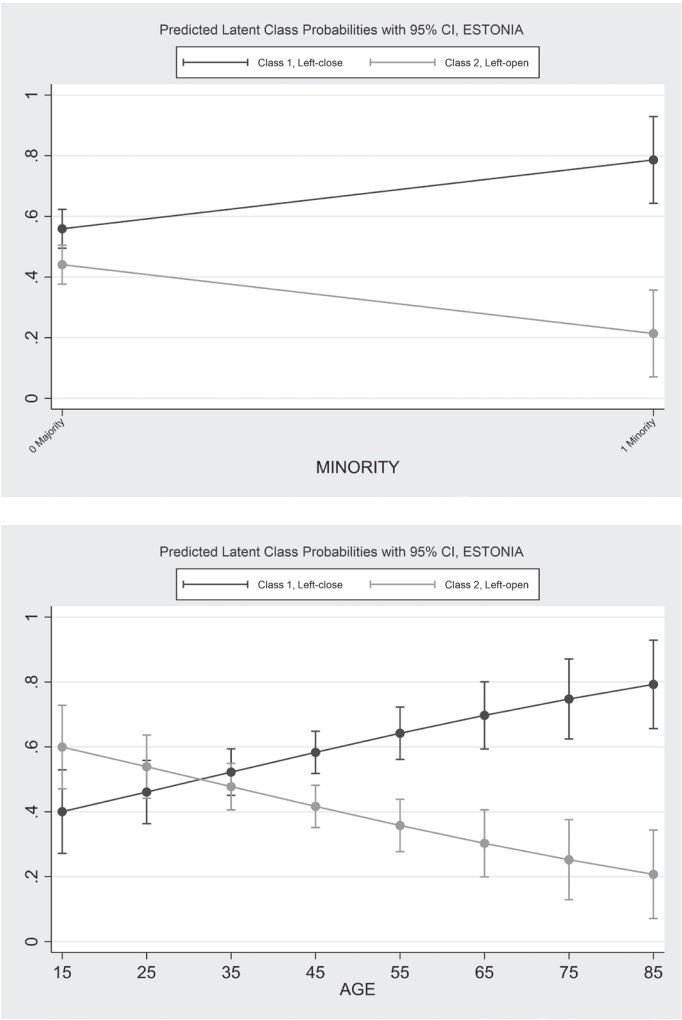 Predicted Latent Class Probabilities with 95% CI, ESTONIA
Class 1, Left-close Class 2, Left-open
1
.8
.6
.4
.2
0
0 Majority 1 Minority
MINORITY
Predicted Latent Class Probabilities with 95% CI, ESTONIA
Class 1, Left-close Class 2, Left-open
1
.8
.6
.4
.2
0
15 25 35 45 55 65 75 85
AGE